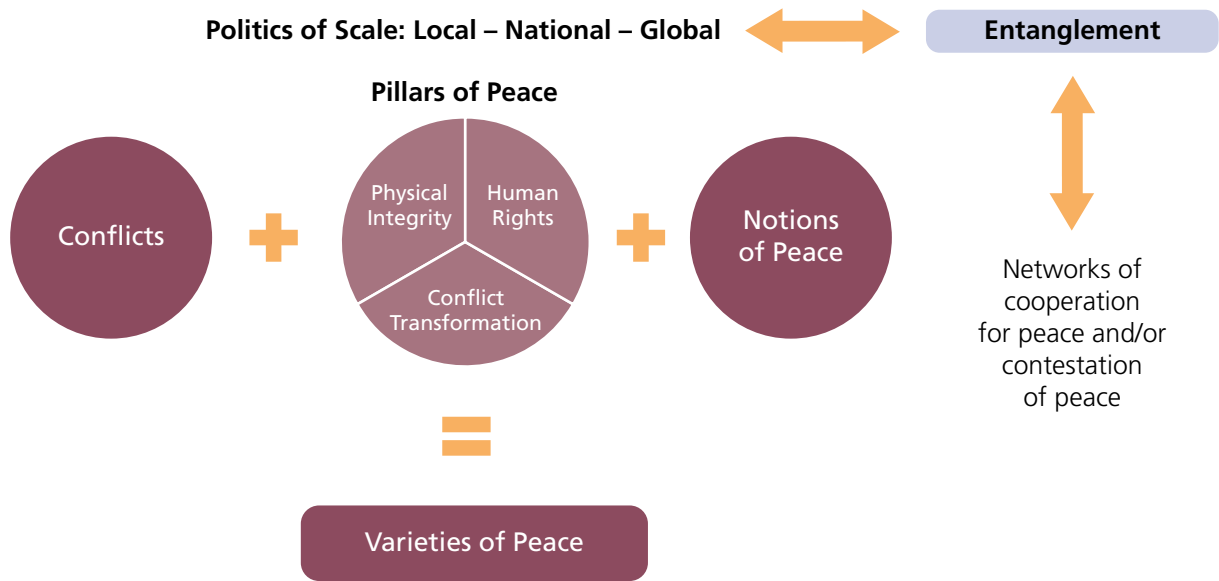 Politics of Scale: Local – National – Global
Entanglement
Pillars of Peace
Conflicts
Physical
Integrity
Human
Rights
Conflict
Transformation
Notions
of Peace
Networks of
cooperation
for peace and/or
contestation
of peace
Varieties of Peace